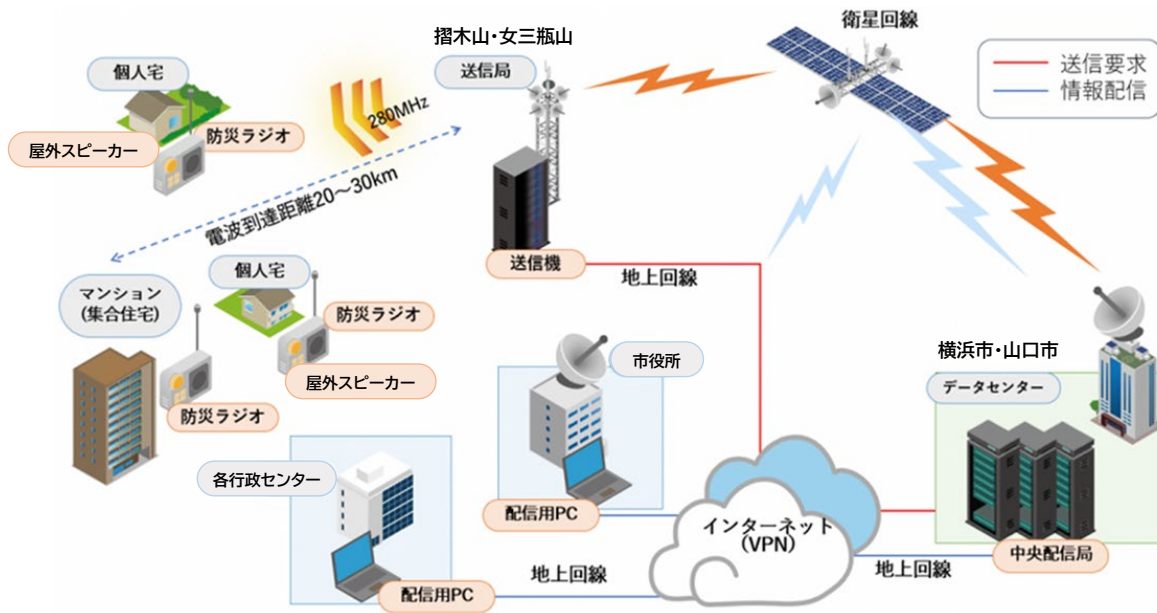 衛星回線
摺木山・女三瓶山
送信局
送信要求
情報配信
個人宅
280MHz
防災ラジオ
屋外スピーカー
電波到達距離20～30km
送信機
地上回線
マンション
(集合住宅)
個人宅
防災ラジオ
屋外スピーカー
防災ラジオ
市役所
横浜市・山口市
データセンター
各行政センター
配信用PC
インターネット
(VPN)
中央配信局
地上回線
配信用PC
地上回線